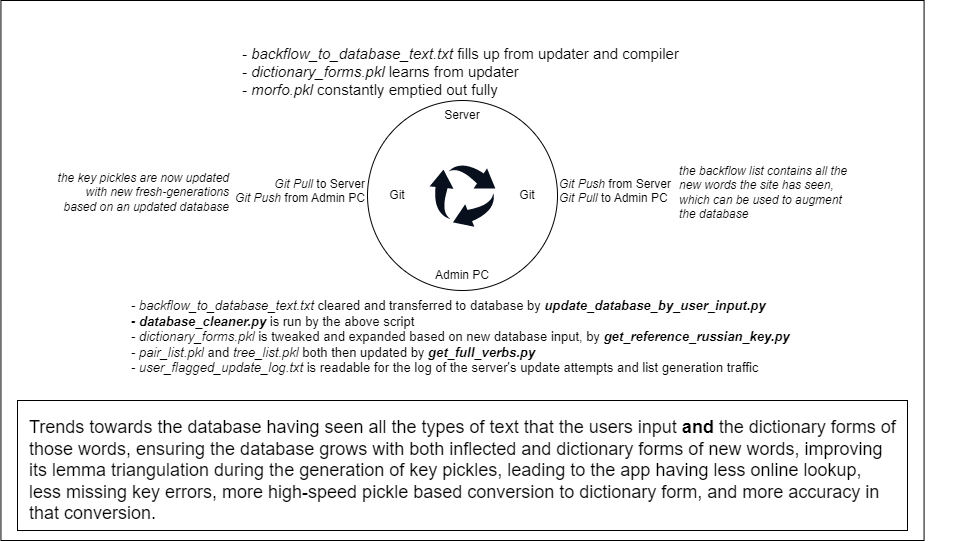 - backflow_to_database_text.txt fills up from updater and compiler
- dictionary_forms.pkl learns from updater
- morfo.pkl constantly emptied out fully
Server
the key pickles are now updated
with new fresh-generations
based on an updated database
Git Pull to Server
Git Push from Admin PC
Git
Git
Git Push from Server
Git Pull to Admin PC
the backflow list contains all the
new words the site has seen,
which can be used to augment
the database
Admin PC
- backflow_to_database_text.txt cleared and transferred to database by update_database_by_user_input.py
- database_cleaner.py is run by the above script
- dictionary_forms.pkl is tweaked and expanded based on new database input, by get_reference_russian_key.py
- pair_list.pkl and tree_list.pkl both then updated by get_full_verbs.py
- user_flagged_update_log.txt is readable for the log of the server's update attempts and list generation traffic
Trends towards the database having seen all the types of text that the users input and the dictionary forms of
those words, ensuring the database grows with both inflected and dictionary forms of new words, improving
its lemma triangulation during the generation of key pickles, leading to the app having less online lookup,
less missing key errors, more high-speed pickle based conversion to dictionary form, and more accuracy in
that conversion.